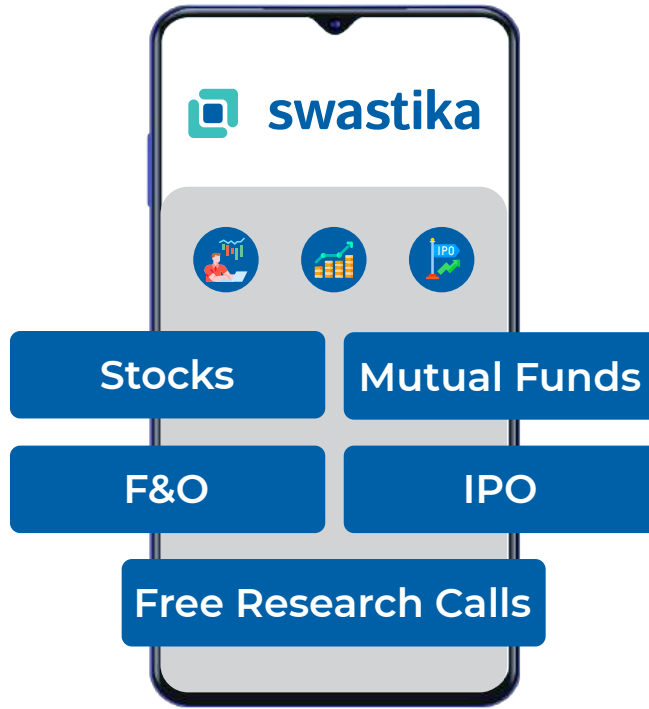 swastika
IPO
Stocks
Mutual Funds
F&O
IPO
Free Research Calls